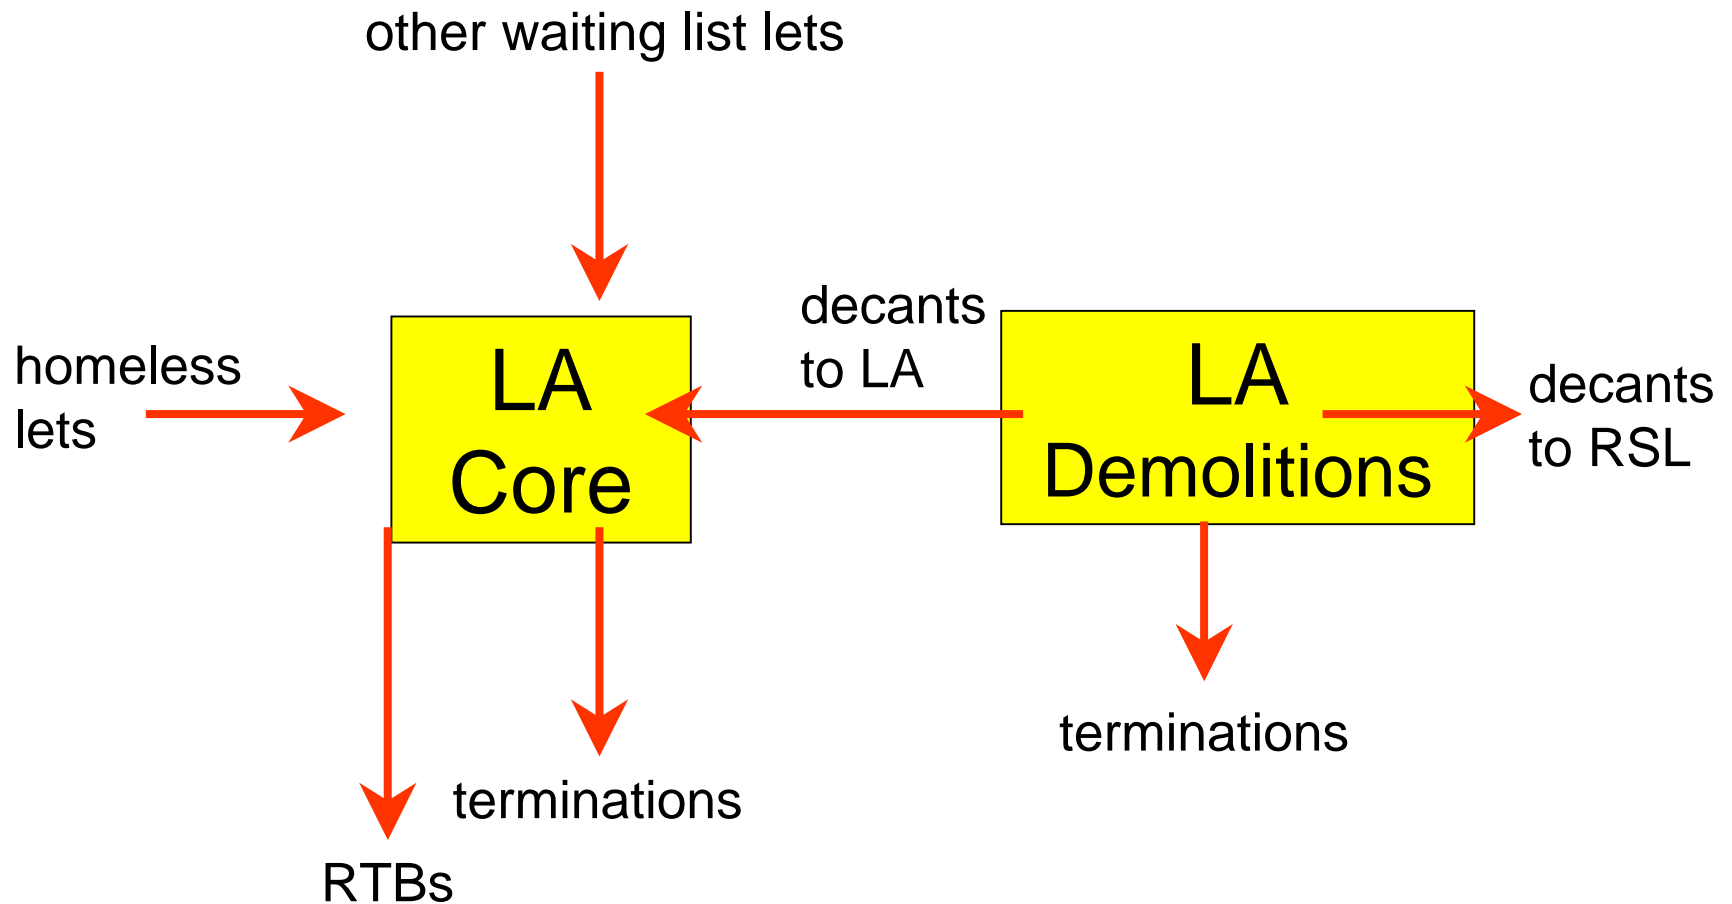 other waiting list lets
homeless
lets
LA
Core
decants
to LA
LA
Demolitions
decants
to RSL
terminations
terminations
RTBs